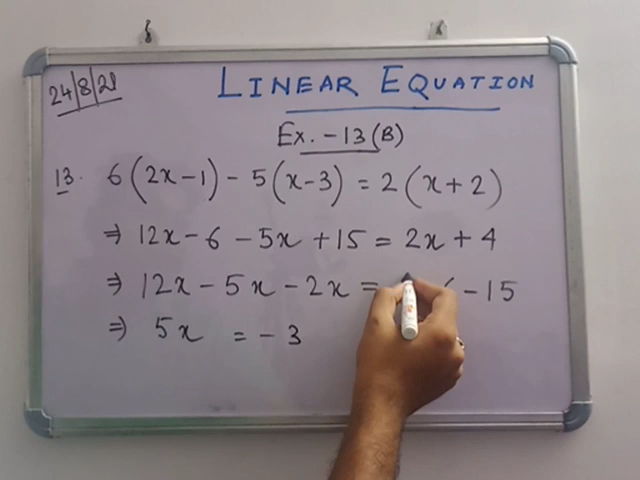 24/8/21
LINEAR EQUATION
Ex. - 13 (B)
13. 6(2x-1) - 5(x-3) = 2(x+2)
⇒ 12x - 6 - 5x + 15 = 2x + 4
⇒ 12x - 5x - 2x = - 15
⇒ 5x = - 3